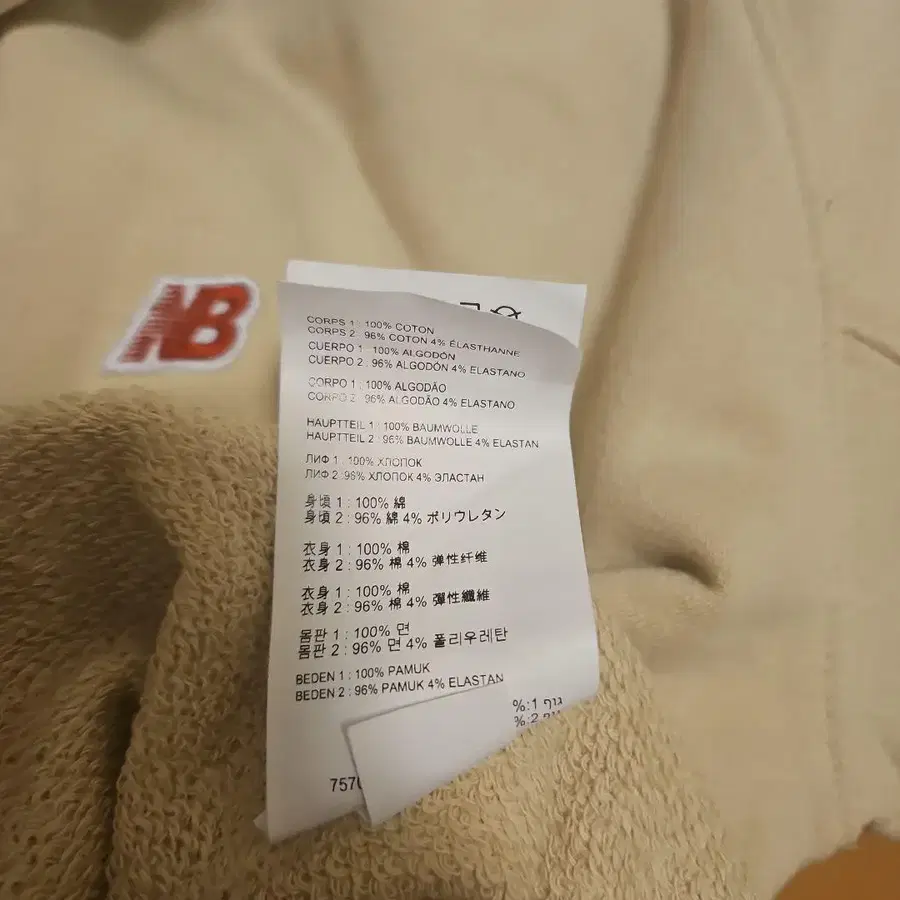 NB
CORPS 1 : 100% COTON
CORPS 2 : 96% COTON 4% ÉLASTHANNE
CUERPO 1 : 100% ALGODÓN
CUERPO 2 : 96% ALGODÓN 4% ELASTANO
CORPO 1 : 100% ALGODÃO
CORPO 2 : 96% ALGODÃO 4% ELASTANO
HAUPTTEIL 1 : 100% BAUMWOLLE
HAUPTTEIL 2 : 96% BAUMWOLLE 4% ELASTAN
ЛИФ 1 : 100% ХЛОПОК
ЛИФ 2 : 96% ХЛОПОК 4% ЭЛАСТАН
身頃 1 : 100% 綿
身頃 2 : 96% 綿 4% ポリウレタン
衣身 1 : 100% 棉
衣身 2 : 96% 棉 4% 弹性纤维
衣身 1 : 100% 棉
衣身 2 : 96% 棉 4% 彈性纖維
몸판 1 : 100% 면
몸판 2 : 96% 면 4% 폴리우레탄
BEDEN 1 : 100% PAMUK
BEDEN 2 : 96% PAMUK 4% ELASTAN
גוף 1:%
גוף 2:%
757